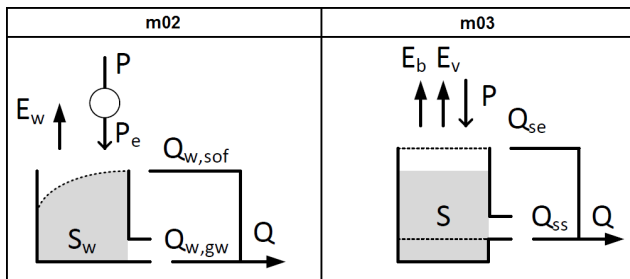 m02
m03
P
E_w
P_e
Q_w,sof
S_w
Q_w,gw
Q
E_b E_v
P
Q_se
S
Q_ss
Q